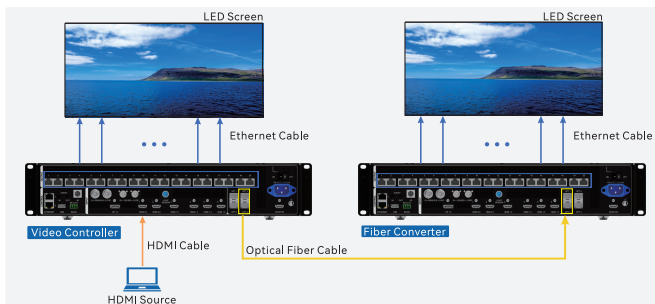 LED Screen
LED Screen
Ethernet Cable
Ethernet Cable
Video Controller
Fiber Converter
HDMI Cable
Optical Fiber Cable
HDMI Source